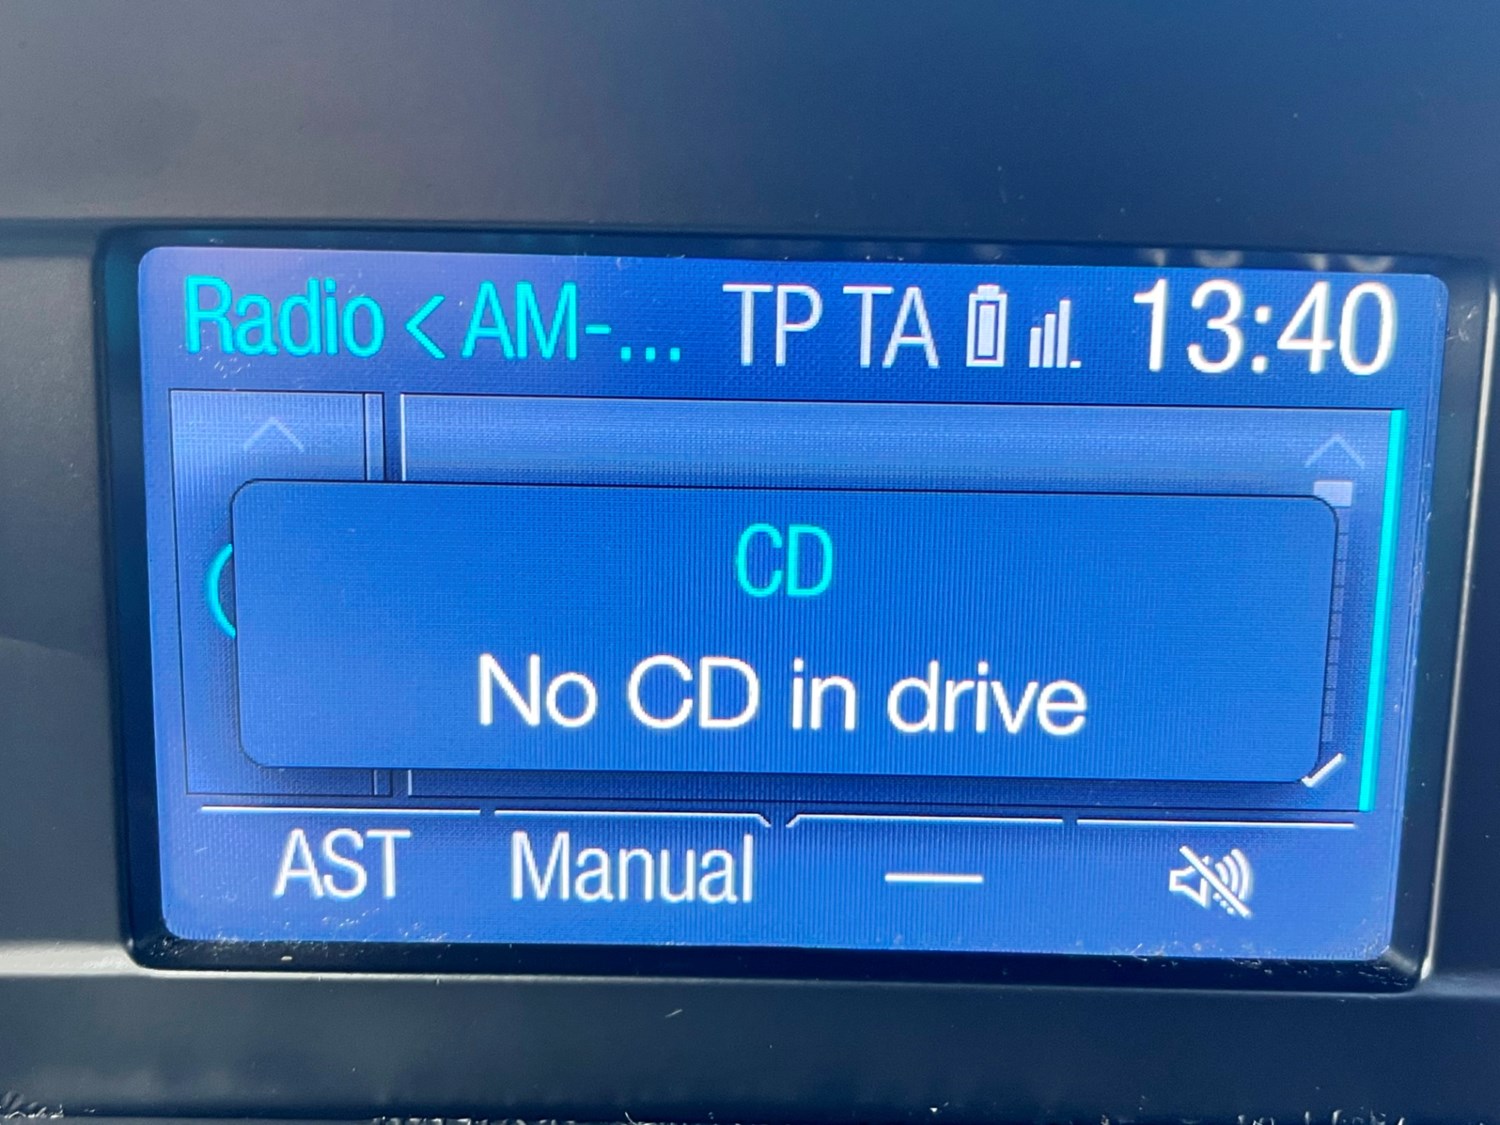 Radio < AM-... TP TA 13:40
CD
No CD in drive
AST Manual —